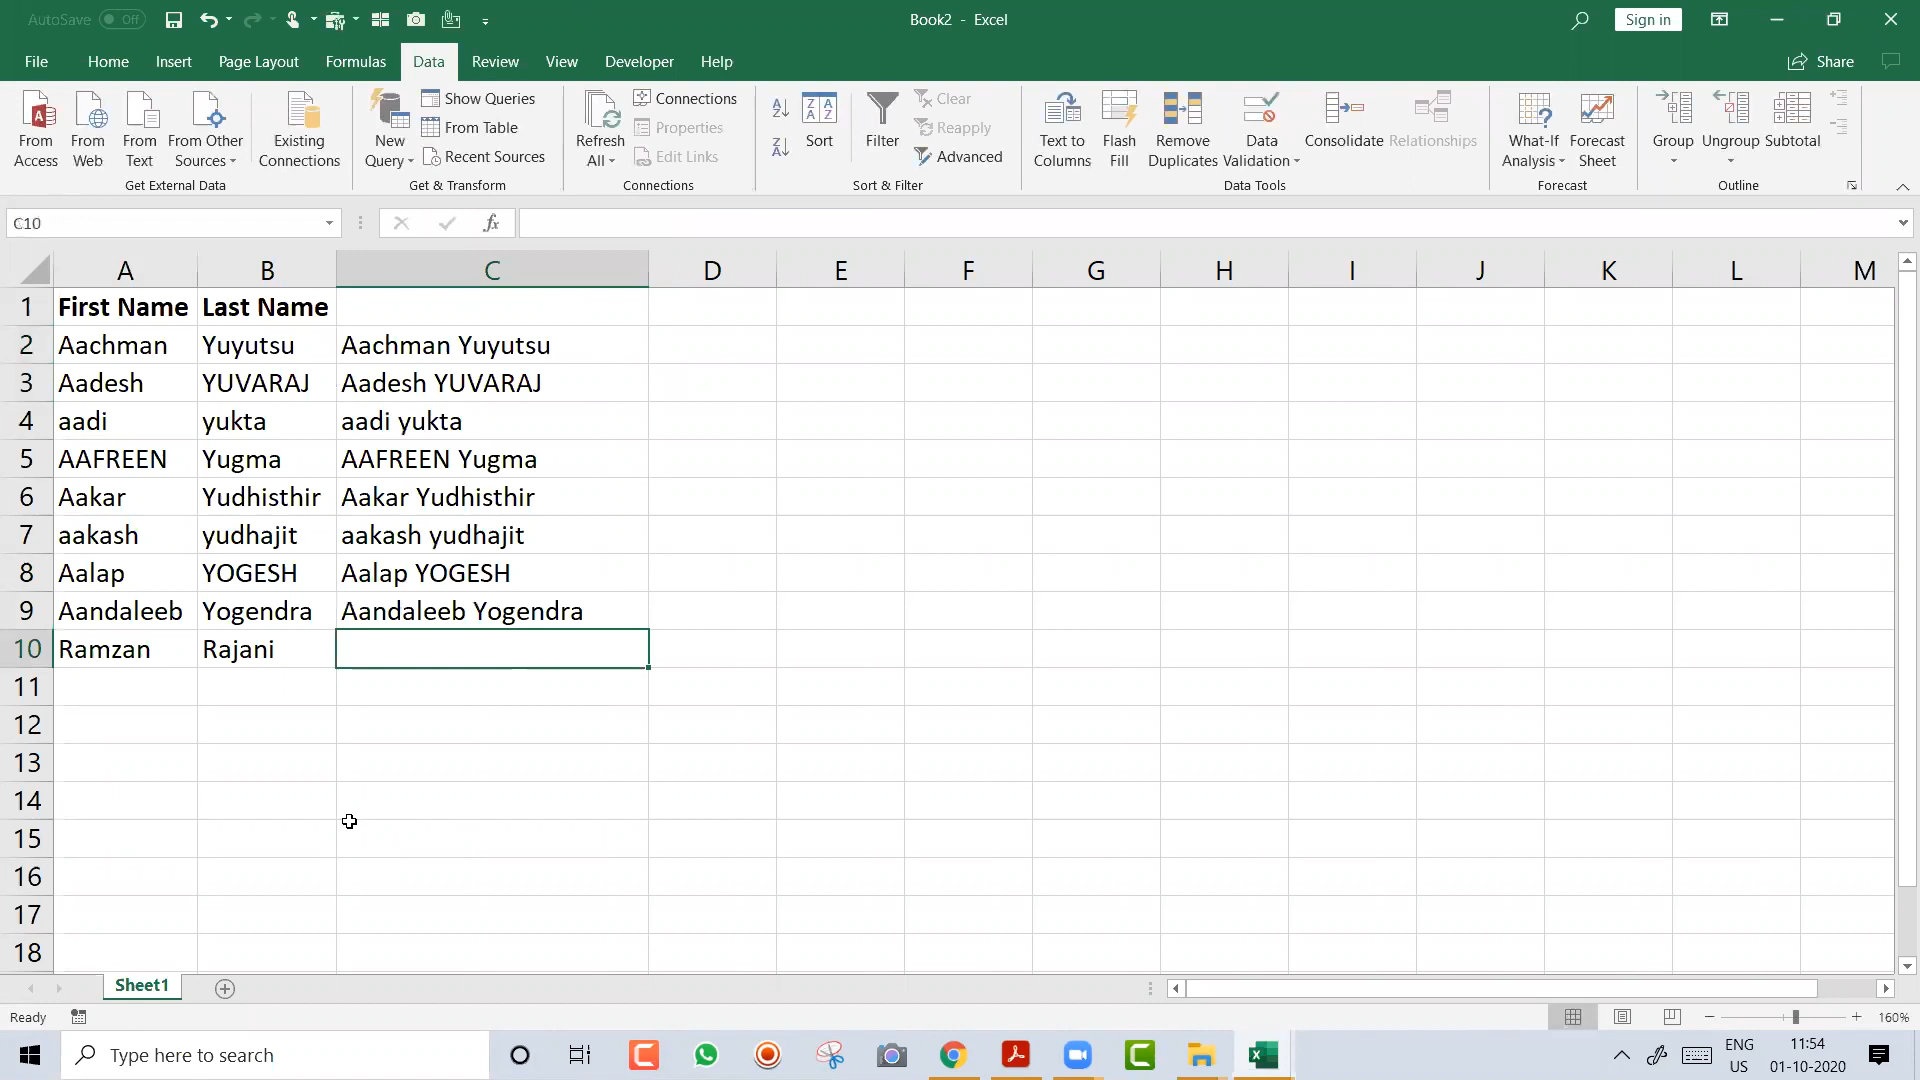 AutoSave Off
Book2 - Excel
Sign in
File Home Insert Page Layout Formulas Data Review View Developer Help
Share
From Access
From Web
From Text
From Other Sources
Existing Connections
Get External Data
New Query
Show Queries
From Table
Recent Sources
Get & Transform
Refresh All
Connections
Properties
Edit Links
Connections
Sort
Filter
Clear
Reapply
Advanced
Sort & Filter
Text to Columns
Flash Fill
Remove Duplicates
Data Validation
Consolidate
Relationships
Data Tools
What-If Analysis
Forecast Sheet
Forecast
Group
Ungroup
Subtotal
Outline
C10
fx
A B C D E F G H I J K L M
1 First Name Last Name
2 Aachman Yuyutsu Aachman Yuyutsu
3 Aadesh YUVARAJ Aadesh YUVARAJ
4 aadi yukta aadi yukta
5 AAFREEN Yugma AAFREEN Yugma
6 Aakar Yudhisthir Aakar Yudhisthir
7 aakash yudhajit aakash yudhajit
8 Aalap YOGESH Aalap YOGESH
9 Aandaleeb Yogendra Aandaleeb Yogendra
10 Ramzan Rajani
11
12
13
14
15
16
17
18
Sheet1
Ready
160%
Type here to search
ENG
US
11:54
01-10-2020